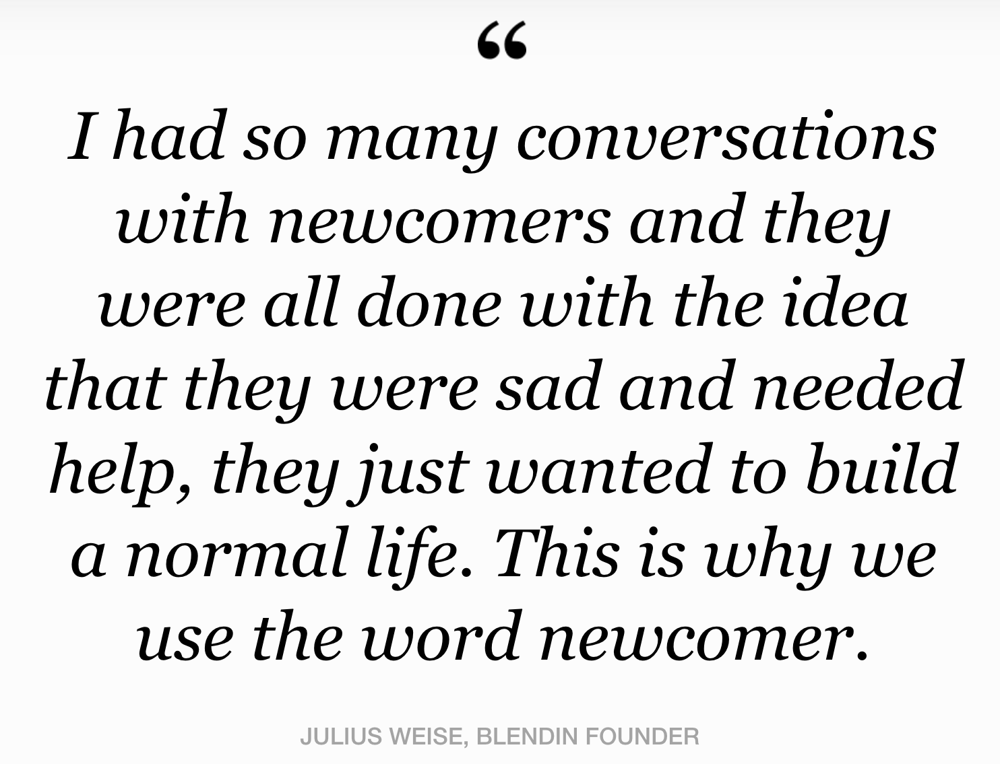 “
I had so many conversations
with newcomers and they
were all done with the idea
that they were sad and needed
help, they just wanted to build
a normal life. This is why we
use the word newcomer.
JULIUS WEISE, BLENDIN FOUNDER